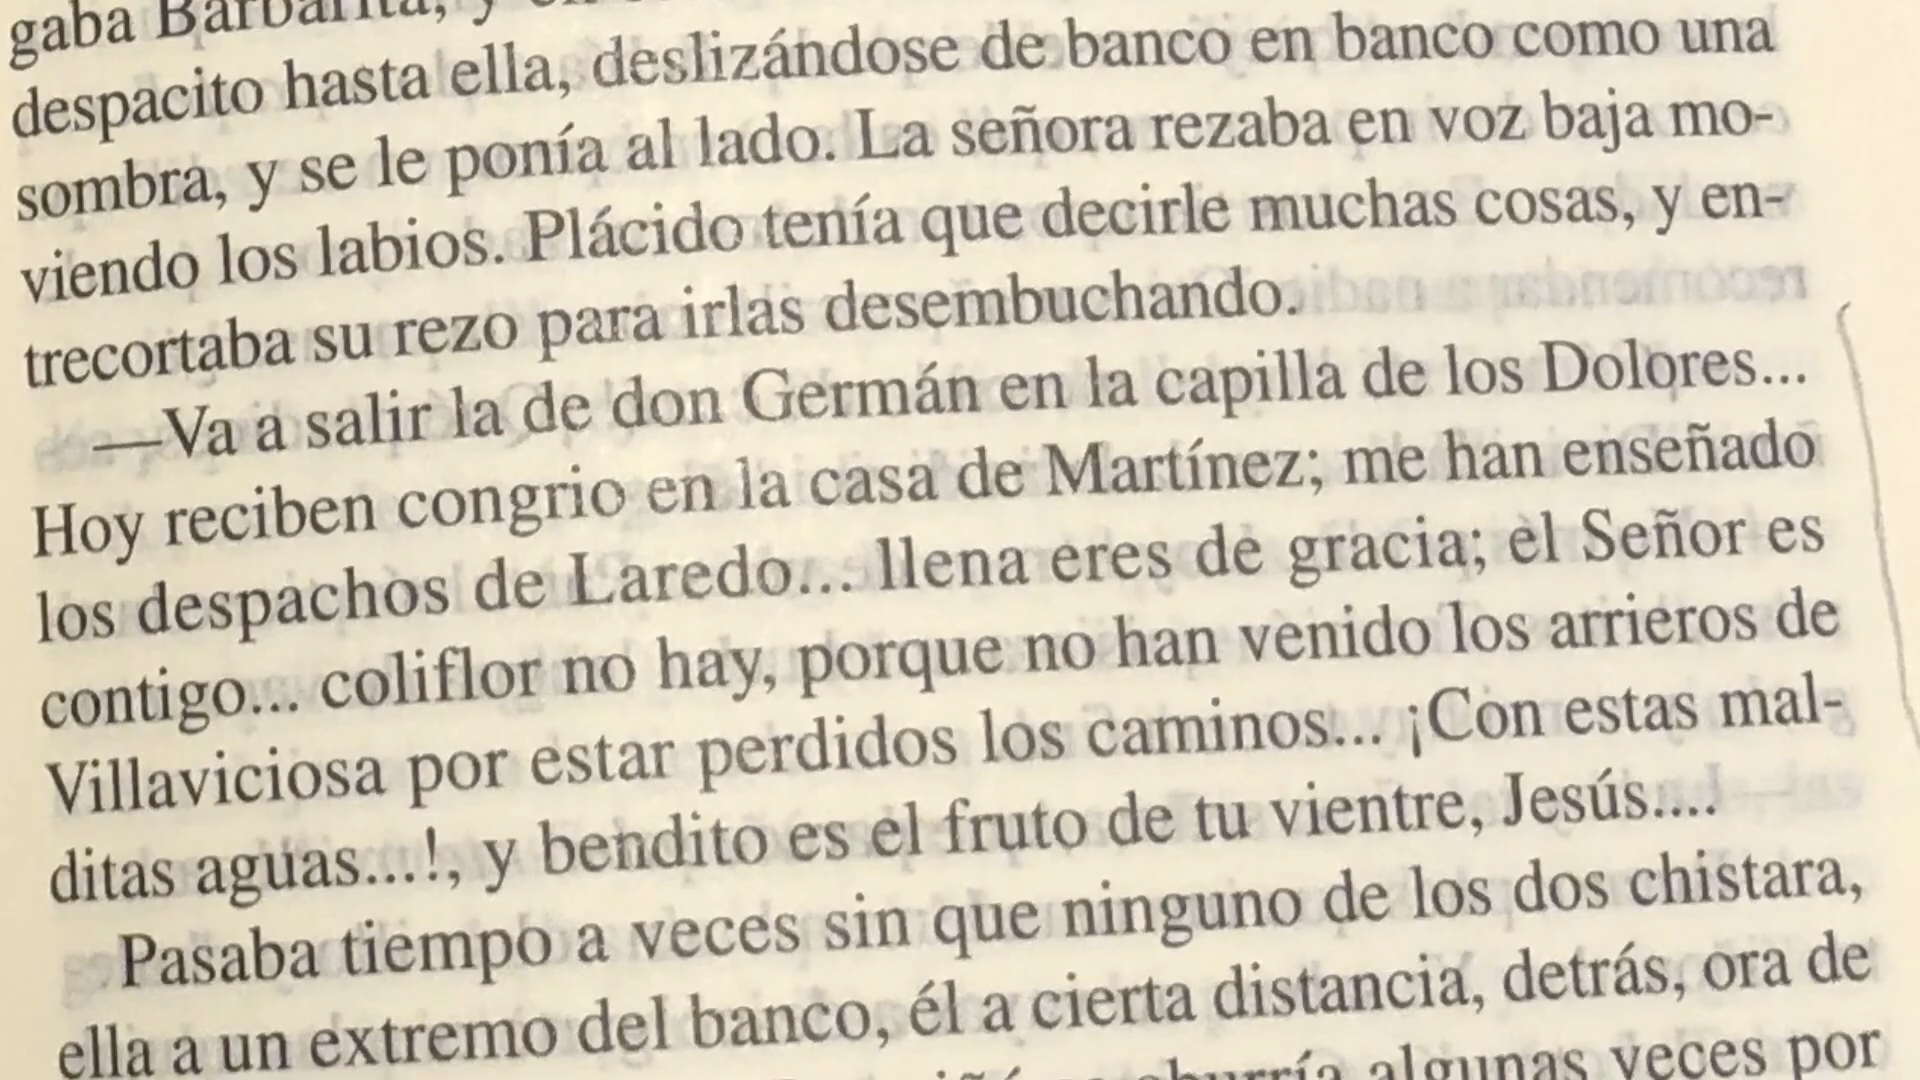 gaba Barbarita, y
despacito hasta ella, deslizándose de banco en banco como una
sombra, y se le ponía al lado. La señora rezaba en voz baja mo-
viendo los labios. Plácido tenía que decirle muchas cosas, y en-
trecortaba su rezo para irlas desembuchando.
—Va a salir la de don Germán en la capilla de los Dolores...
Hoy reciben congrio en la casa de Martínez; me han enseñado
los despachos de Laredo... llena eres de gracia; el Señor es
contigo... coliflor no hay, porque no han venido los arrieros de
Villaviciosa por estar perdidos los caminos... ¡Con estas mal-
ditas aguas...!, y bendito es el fruto de tu vientre, Jesús....
Pasaba tiempo a veces sin que ninguno de los dos chistara,
ella a un extremo del banco, él a cierta distancia, detrás, ora de
algunas veces por